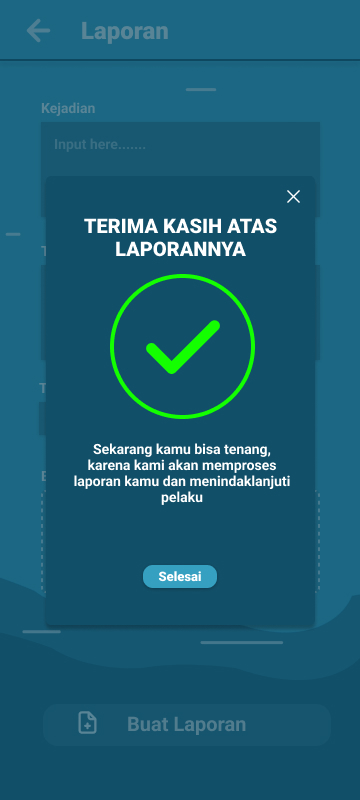 Laporan
Kejadian
Input here.......
TERIMA KASIH ATAS
LAPORANNYA
Sekarang kamu bisa tenang,
karena kami akan memproses
laporan kamu dan menindaklanjuti
pelaku
Selesai
Buat Laporan